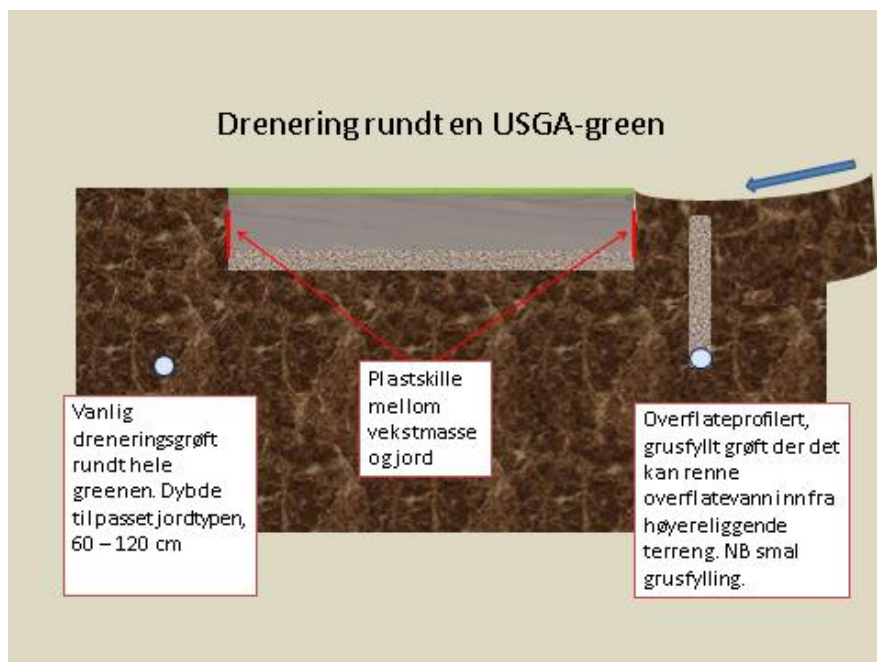 Drenering rundt en USGA-green
Vanlig
dreneringsgrøft
rundt hele
greenen. Dybde
tilpasset jordtypen,
60 – 120 cm
Plastskille
mellom
vekstmasse
og jord
Overflateprofilert,
grusfylt grøft der det
kan renne
overflatevann inn fra
høyereliggende
terreng. NB smal
grusfylling.